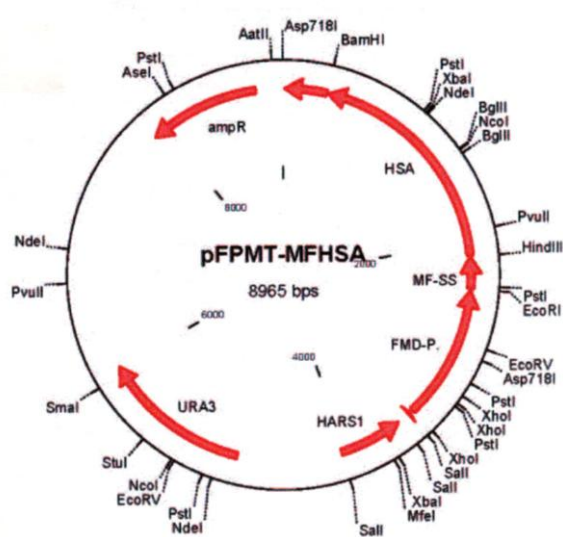 AatII
Asp718I
BamHI
PstI
XbaI
NdeI
BglII
NcoI
BglII
PvuII
HindIII
PstI
EcoRI
EcoRV
Asp718I
PstI
XhoI
XhoI
PstI
XhoI
SalI
SalI
XbaI
MfeI
SalI
NdeI
PstI
EcoRV
NcoI
StuI
SmaI
PvuII
NdeI
AseI
PstI
ampR
HSA
MF-SS
FMD-P.
HARS1
URA3
8000
2000
4000
6000
pFPMT-MFHSA
8965 bps